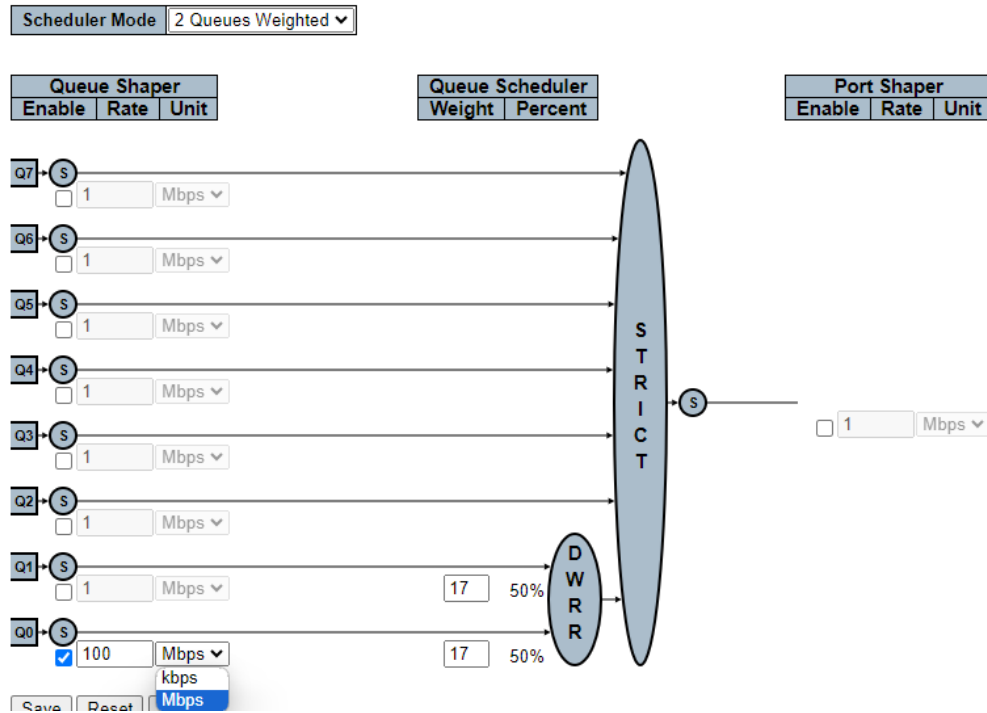 Scheduler Mode 2 Queues Weighted
Queue Shaper Queue Scheduler Port Shaper
Enable Rate Unit Weight Percent Enable Rate Unit
Q7 S
1 Mbps
Q6 S
1 Mbps
Q5 S
1 Mbps
Q4 S
1 Mbps
Q3 S
1 Mbps
Q2 S
1 Mbps
Q1 S
1 Mbps 17 50%
Q0 S
100 Mbps 17 50%
kbps
Mbps
DWRR
STRICT
S
1 Mbps
Save Reset